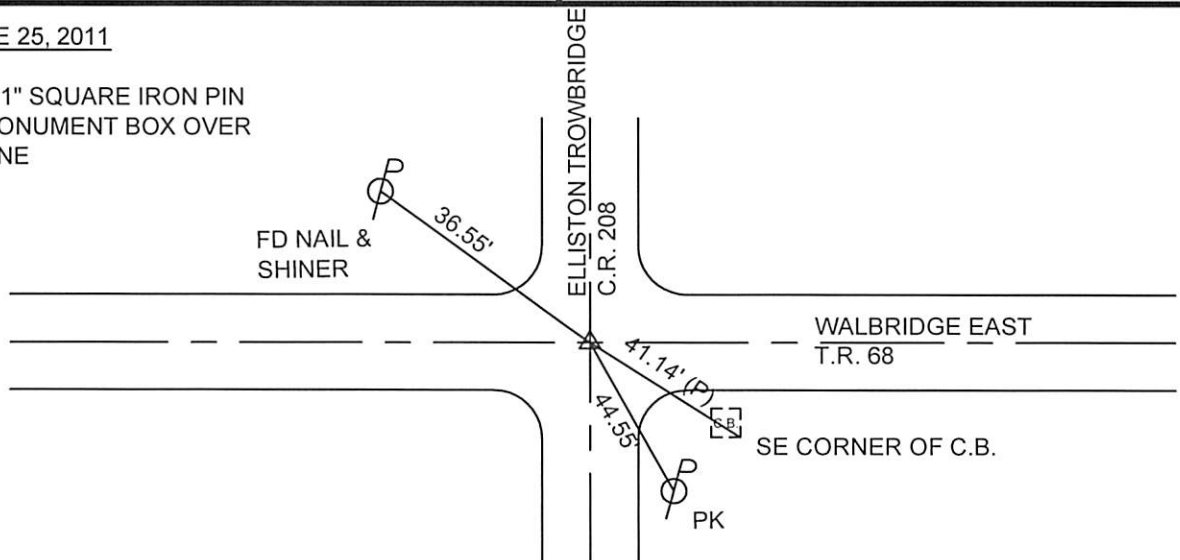 E 25, 2011
1" SQUARE IRON PIN
ONUMENT BOX OVER
NE
ELLISTON TROWBRIDGE
C.R. 208
P
36.55'
FD NAIL &
SHINER
WALBRIDGE EAST
T.R. 68
41.14' (P)
44.55'
C.B.
SE CORNER OF C.B.
P
PK